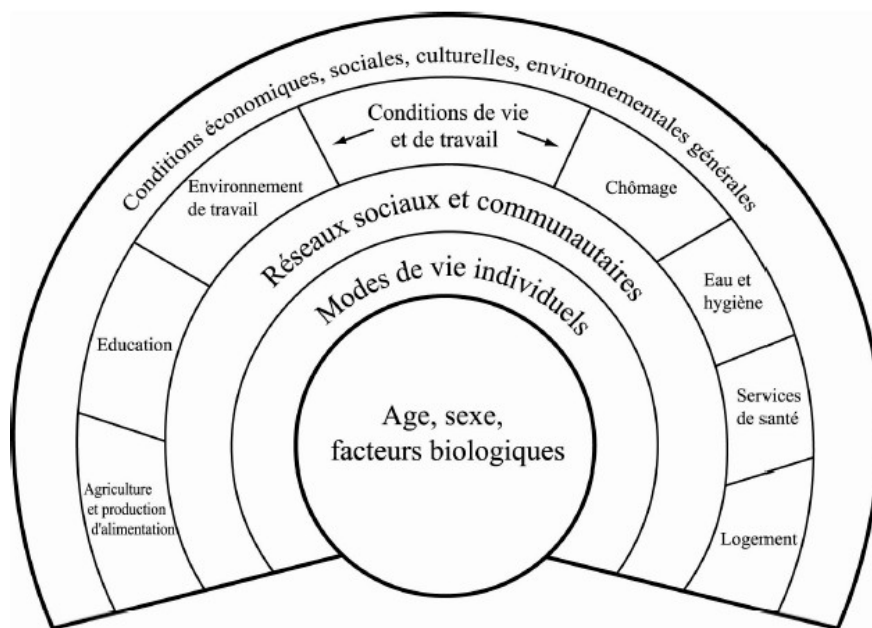 Conditions économiques, sociales, culturelles, environnementales générales
Conditions de vie
et de travail
Environnement
de travail
Chômage
Réseaux sociaux et communautaires
Eau et
hygiène
Modes de vie individuels
Education
Services
de santé
Age, sexe,
facteurs biologiques
Agriculture
et production
d'alimentation
Logement